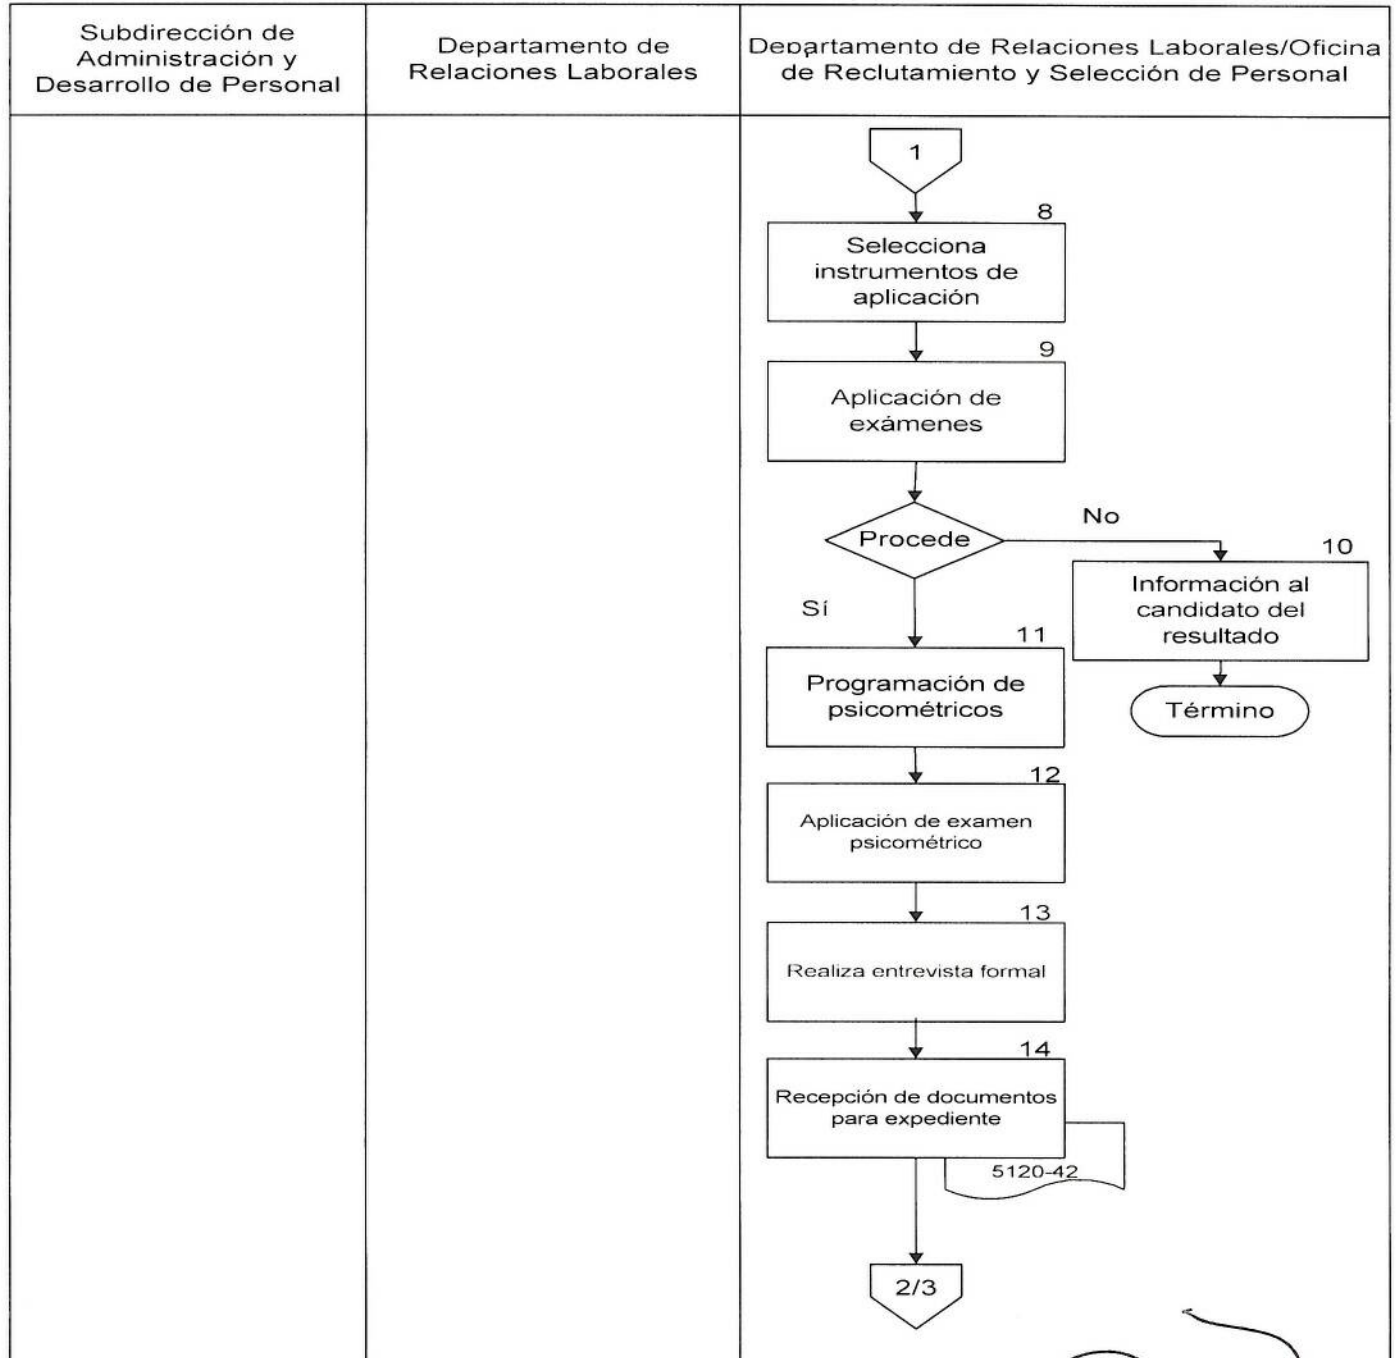 Subdirección de
Administración y
Desarrollo de Personal
Departamento de
Relaciones Laborales
Departamento de Relaciones Laborales/Oficina
de Reclutamiento y Selección de Personal
1
8
Selecciona
instrumentos de
aplicación
9
Aplicación de
exámenes
Procede
No
10
Información al
candidato del
resultado
Término
Sí
11
Programación de
psicométricos
12
Aplicación de examen
psicométrico
13
Realiza entrevista formal
14
Recepción de documentos
para expediente
5120-42
2/3